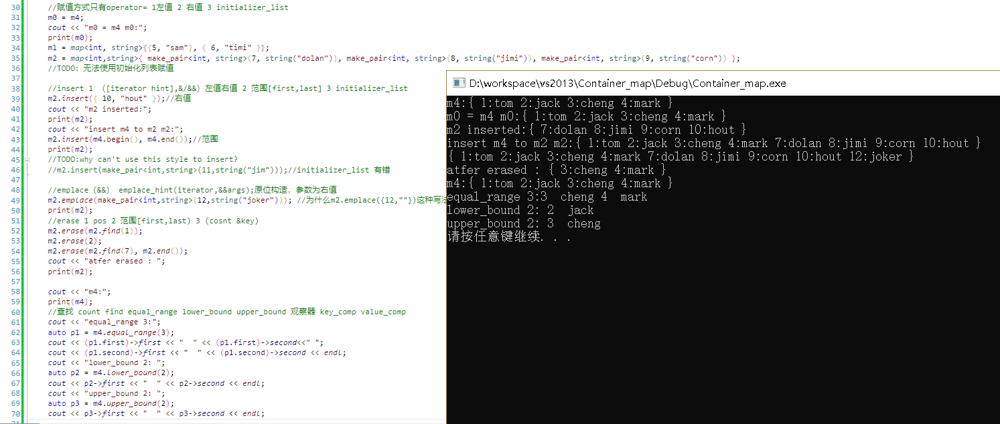 30 //赋值方式只有operator= 1左值 2 右值 3 initializer_list
31 m0 = m4;
32 cout << "m0 = m4 m0:";
33 print(m0);
34 m1 = map<int, string>{{5, "sam"}, { 6, "timi" }};
35 m2 = map<int,string>{ make_pair<int, string>(7, string("dolan")), make_pair<int, string>(8, string("jimi")), make_pair<int, string>(9, string("corn")) };
36 //TODO: 无法使用初始化列表赋值
37
38 //insert 1 ([iterator hint],&/&&) 左值右值 2 范围[first,last] 3 initializer_list
39 m2.insert({ 10, "hout" });//右值
40 cout << "m2 inserted:";
41 print(m2);
42 cout << "insert m4 to m2 m2:";
43 m2.insert(m4.begin(), m4.end());//范围
44 print(m2);
45 //TODO:why can't use this style to insert?
46 //m2.insert(make_pair<int,string>(11,string("jim")));//initializer_list 有错
47
48 //emplace (&&) emplace_hint(iterator,&&args);原位构造，参数为右值
49 m2.emplace(make_pair<int,string>(12,string("joker"))); //为什么m2.emplace({12,""})这种写法
50 print(m2);
51 //erase 1 pos 2 范围[first,last) 3 (cosnt &key)
52 m2.erase(m2.find(1));
53 m2.erase(2);
54 m2.erase(m2.find(7), m2.end());
55 cout << "atfer erased : ";
56 print(m2);
57
58 cout << "m4:";
59 print(m4);
60 //查找 count find equal_range lower_bound upper_bound 观察器 key_comp value_comp
61 cout << "equal_range 3:";
62 auto p1 = m4.equal_range(3);
63 cout << (p1.first)->first << "  " << (p1.first)->second<<" ";
64 cout << (p1.second)->first << "  " << (p1.second)->second << endl;
65 cout << "lower_bound 2: ";
66 auto p2 = m4.lower_bound(2);
67 cout << p2->first << "  " << p2->second << endl;
68 cout << "upper_bound 2: ";
69 auto p3 = m4.upper_bound(2);
70 cout << p3->first << "  " << p3->second << endl;
D:\workspace\vs2013\Container_map\Debug\Container_map.exe
m4:{ 1:tom 2:jack 3:cheng 4:mark }
m0 = m4 m0:{ 1:tom 2:jack 3:cheng 4:mark }
m2 inserted:{ 7:dolan 8:jimi 9:corn 10:hout }
insert m4 to m2 m2:{ 1:tom 2:jack 3:cheng 4:mark 7:dolan 8:jimi 9:corn 10:hout }
{ 1:tom 2:jack 3:cheng 4:mark 7:dolan 8:jimi 9:corn 10:hout 12:joker }
atfer erased : { 3:cheng 4:mark }
m4:{ 1:tom 2:jack 3:cheng 4:mark }
equal_range 3:3  cheng 4  mark
lower_bound 2: 2  jack
upper_bound 2: 3  cheng
请按任意键继续. . .